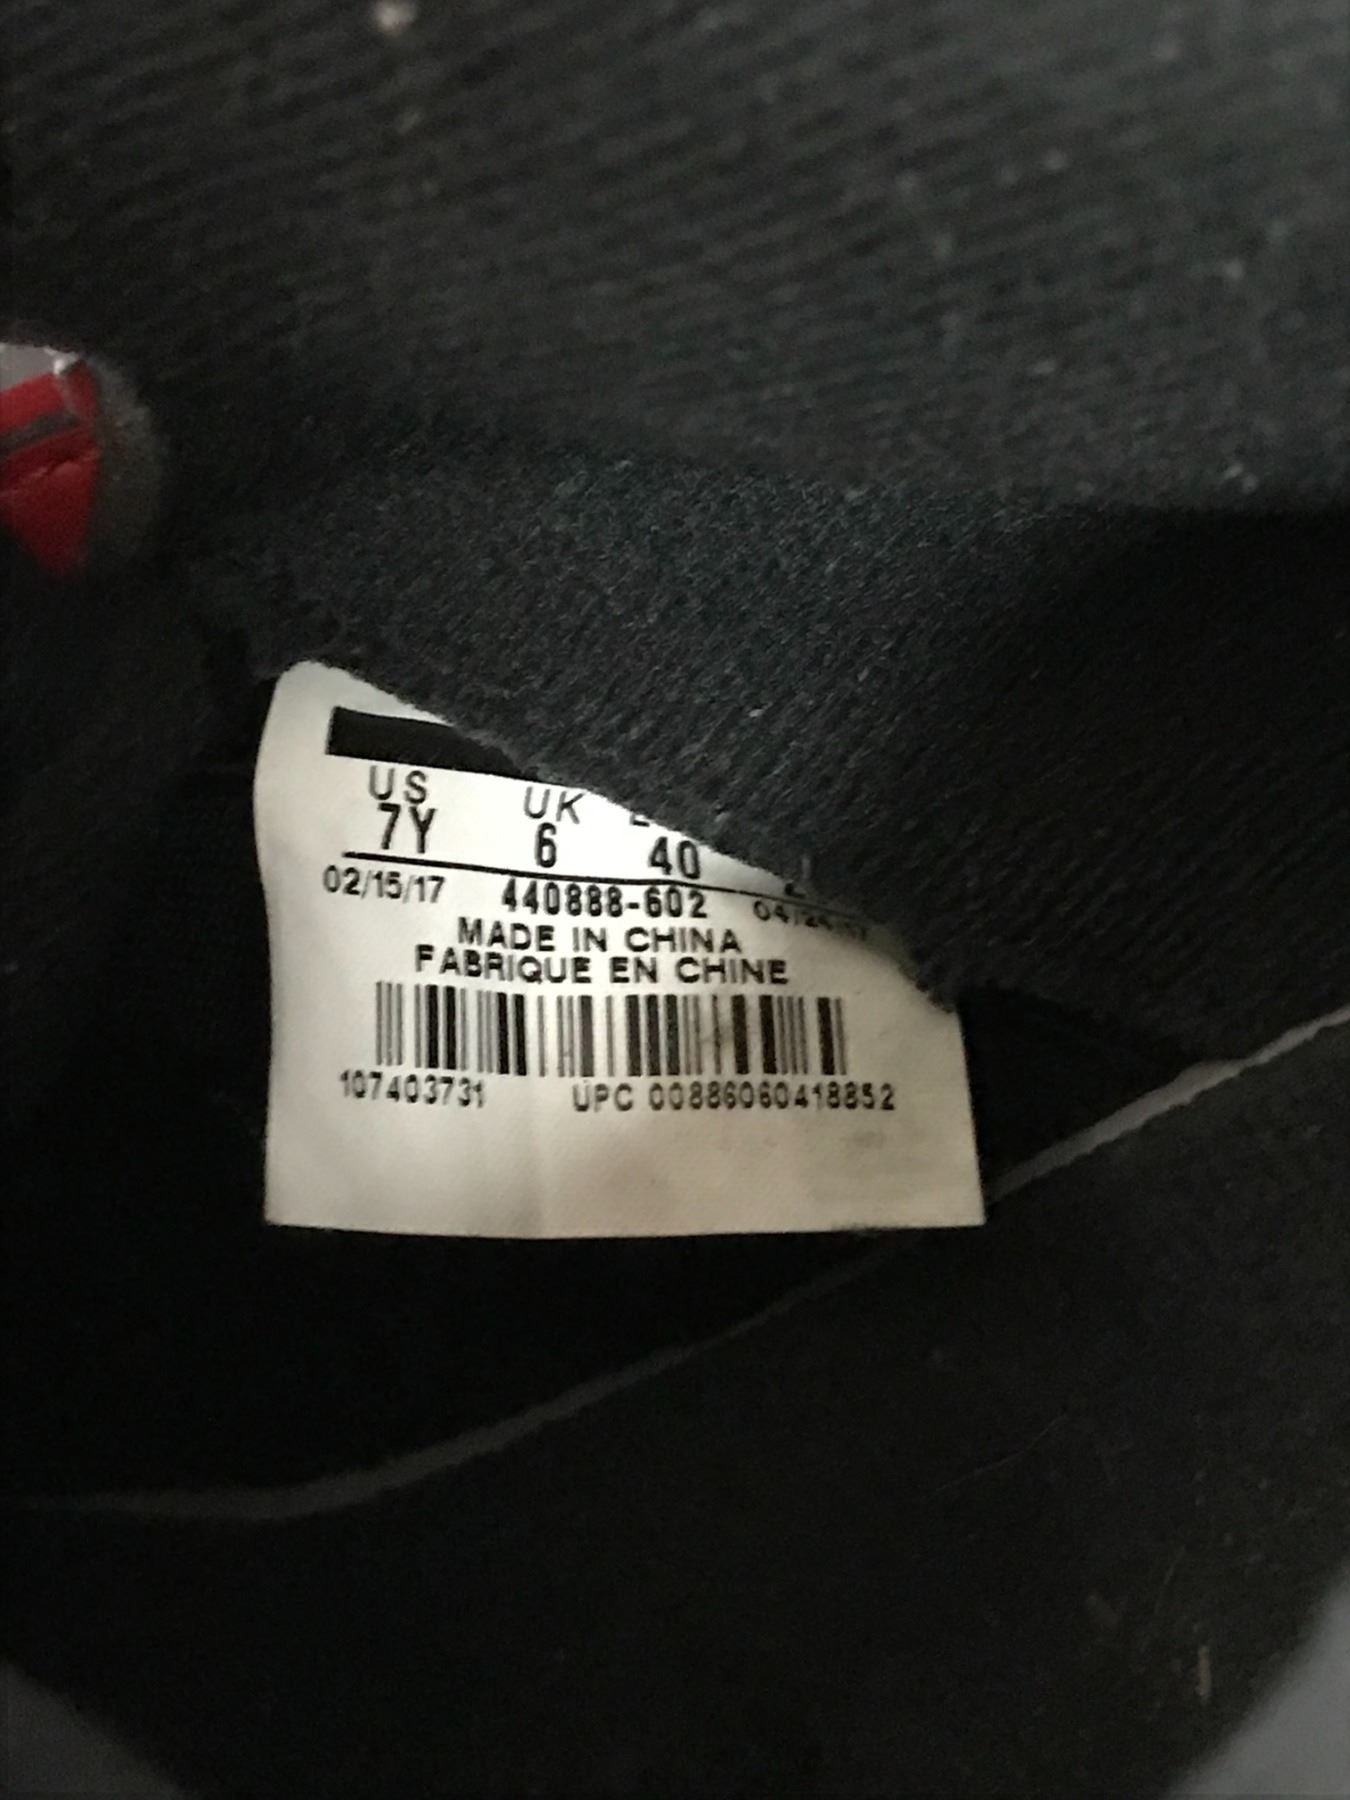 US UK
7Y 6 40
02/15/17 440888-602
MADE IN CHINA
FABRIQUE EN CHINE
107403731 UPC 00886060418852